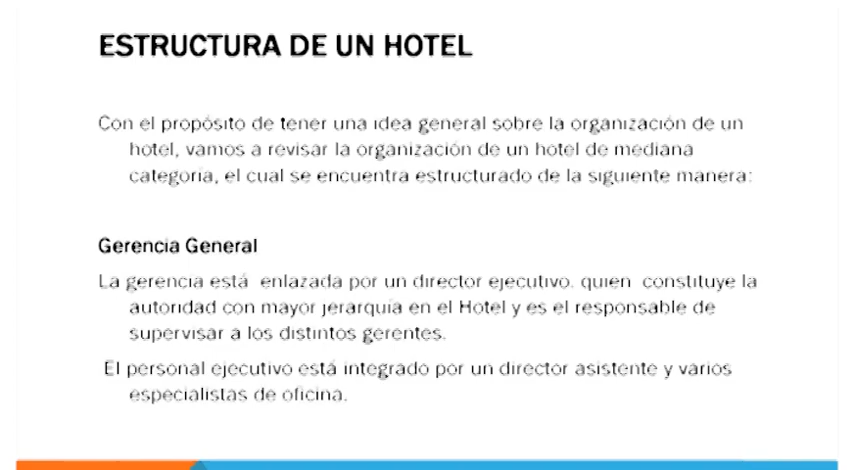 ESTRUCTURA DE UN HOTEL
Con el propósito de tener una idea general sobre la organización de un
hotel, vamos a revisar la organización de un hotel de mediana
categoría, el cual se encuentra estructurado de la siguiente manera:
Gerencia General
La gerencia está enlazada por un director ejecutivo. quien constituye la
autoridad con mayor jerarquía en el Hotel y es el responsable de
supervisar a los distintos gerentes.
El personal ejecutivo está integrado por un director asistente y varios
especialistas de oficina.